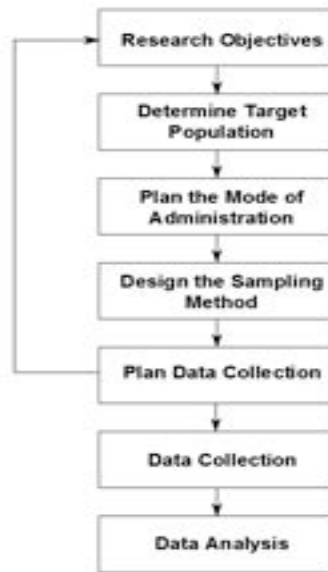 Research Objectives
Determine Target
Population
Plan the Mode of
Administration
Design the Sampling
Method
Plan Data Collection
Data Collection
Data Analysis